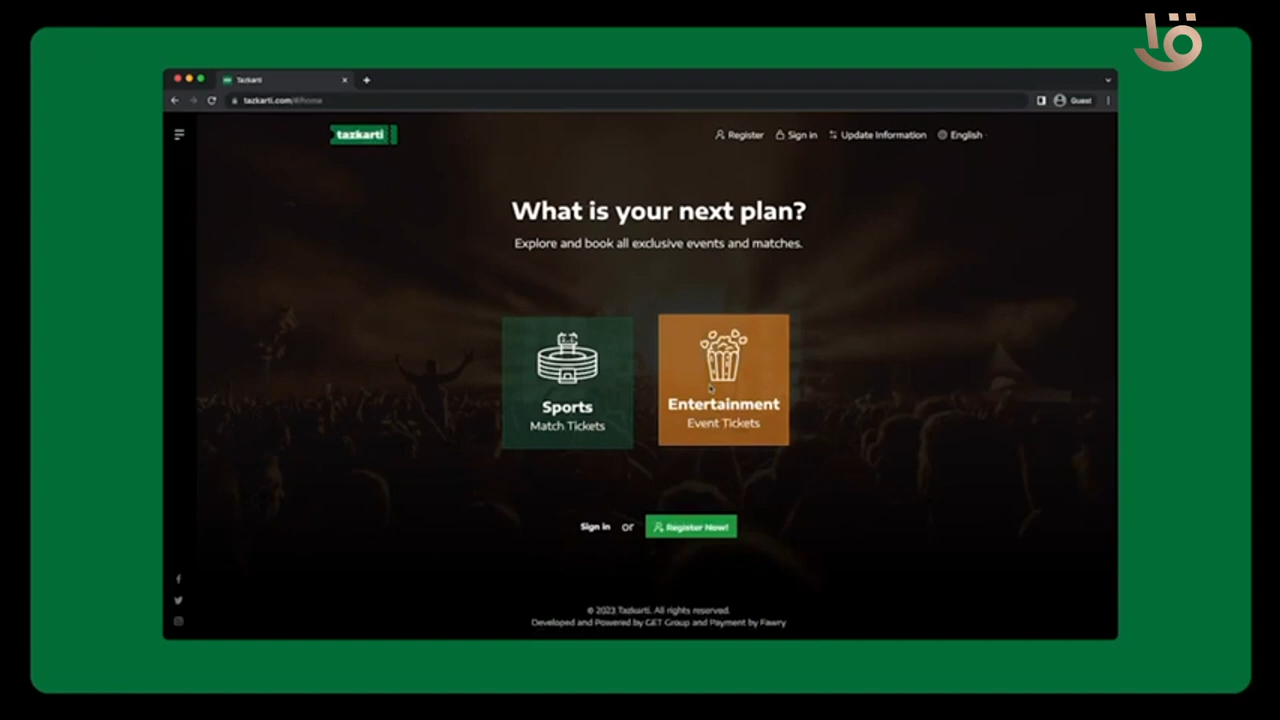 Tazkarti
tazkarti.com/#/home
Guest
tazkarti
Register
Sign in
Update Information
English
What is your next plan?
Explore and book all exclusive events and matches.
Sports
Match Tickets
Entertainment
Event Tickets
Sign in or Register Now!
© 2023 Tazkarti. All rights reserved.
Developed and Powered by GET Group and Payment by Fawry